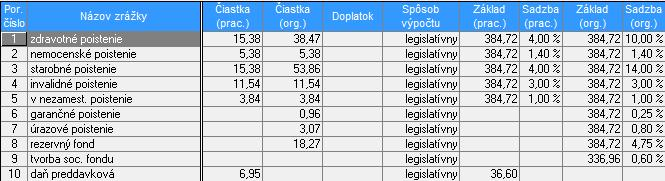 Por. číslo Názov zrážky Čiastka (prac.) Čiastka (org.) Doplatok Spôsob výpočtu Základ (prac.) Sadzba (prac.) Základ (org.) Sadzba (org.)
1 zdravotné poistenie 15,38 38,47 legislatívny 384,72 4,00 % 384,72 10,00 %
2 nemocenské poistenie 5,38 5,38 legislatívny 384,72 1,40 % 384,72 1,40 %
3 starobné poistenie 15,38 53,86 legislatívny 384,72 4,00 % 384,72 14,00 %
4 invalidné poistenie 11,54 11,54 legislatívny 384,72 3,00 % 384,72 3,00 %
5 v nezamest. poistenie 3,84 3,84 legislatívny 384,72 1,00 % 384,72 1,00 %
6 garančné poistenie 0,96 legislatívny 384,72 0,25 %
7 úrazové poistenie 3,07 legislatívny 384,72 0,80 %
8 rezervný fond 18,27 legislatívny 384,72 4,75 %
9 tvorba soc. fondu legislatívny 336,96 0,60 %
10 daň preddavková 6,95 legislatívny 36,60